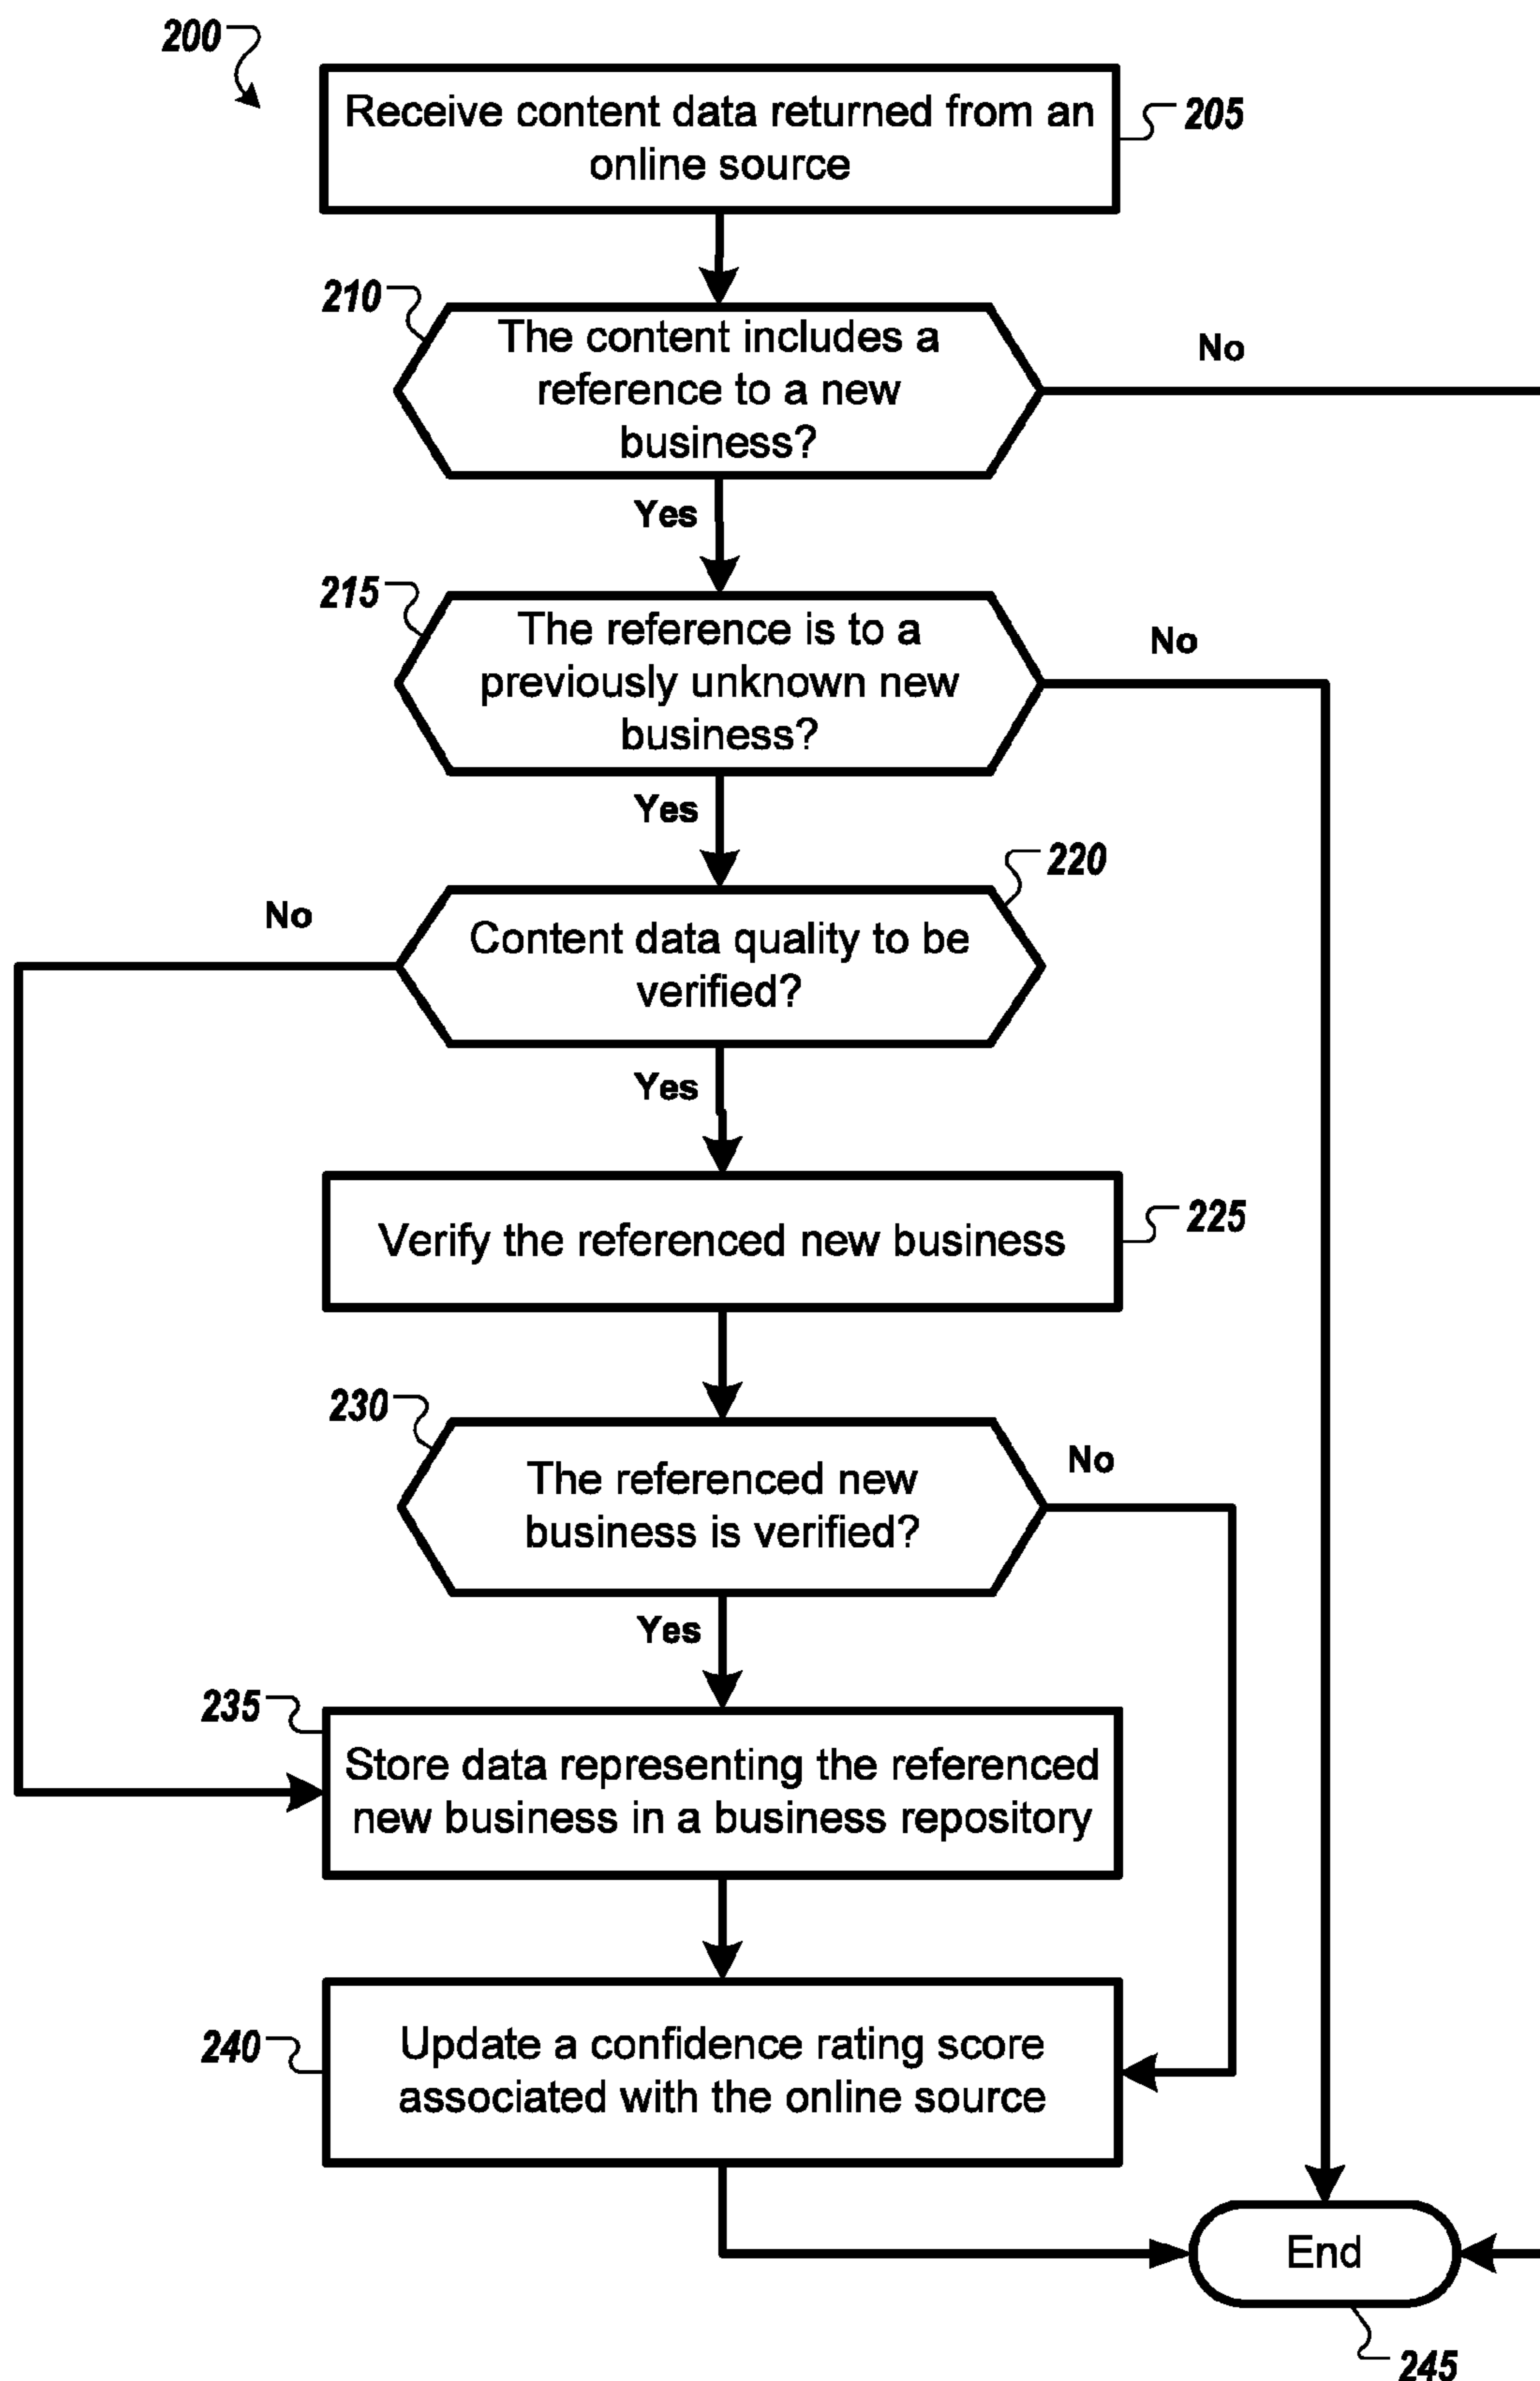 200
Receive content data returned from an
online source
205
210
The content includes a
reference to a new
business?
No
Yes
215
The reference is to a
previously unknown new
business?
No
Yes
220
No
Content data quality to be
verified?
Yes
Verify the referenced new business
225
230
The referenced new
business is verified?
No
Yes
235
Store data representing the referenced
new business in a business repository
240
Update a confidence rating score
associated with the online source
End
245